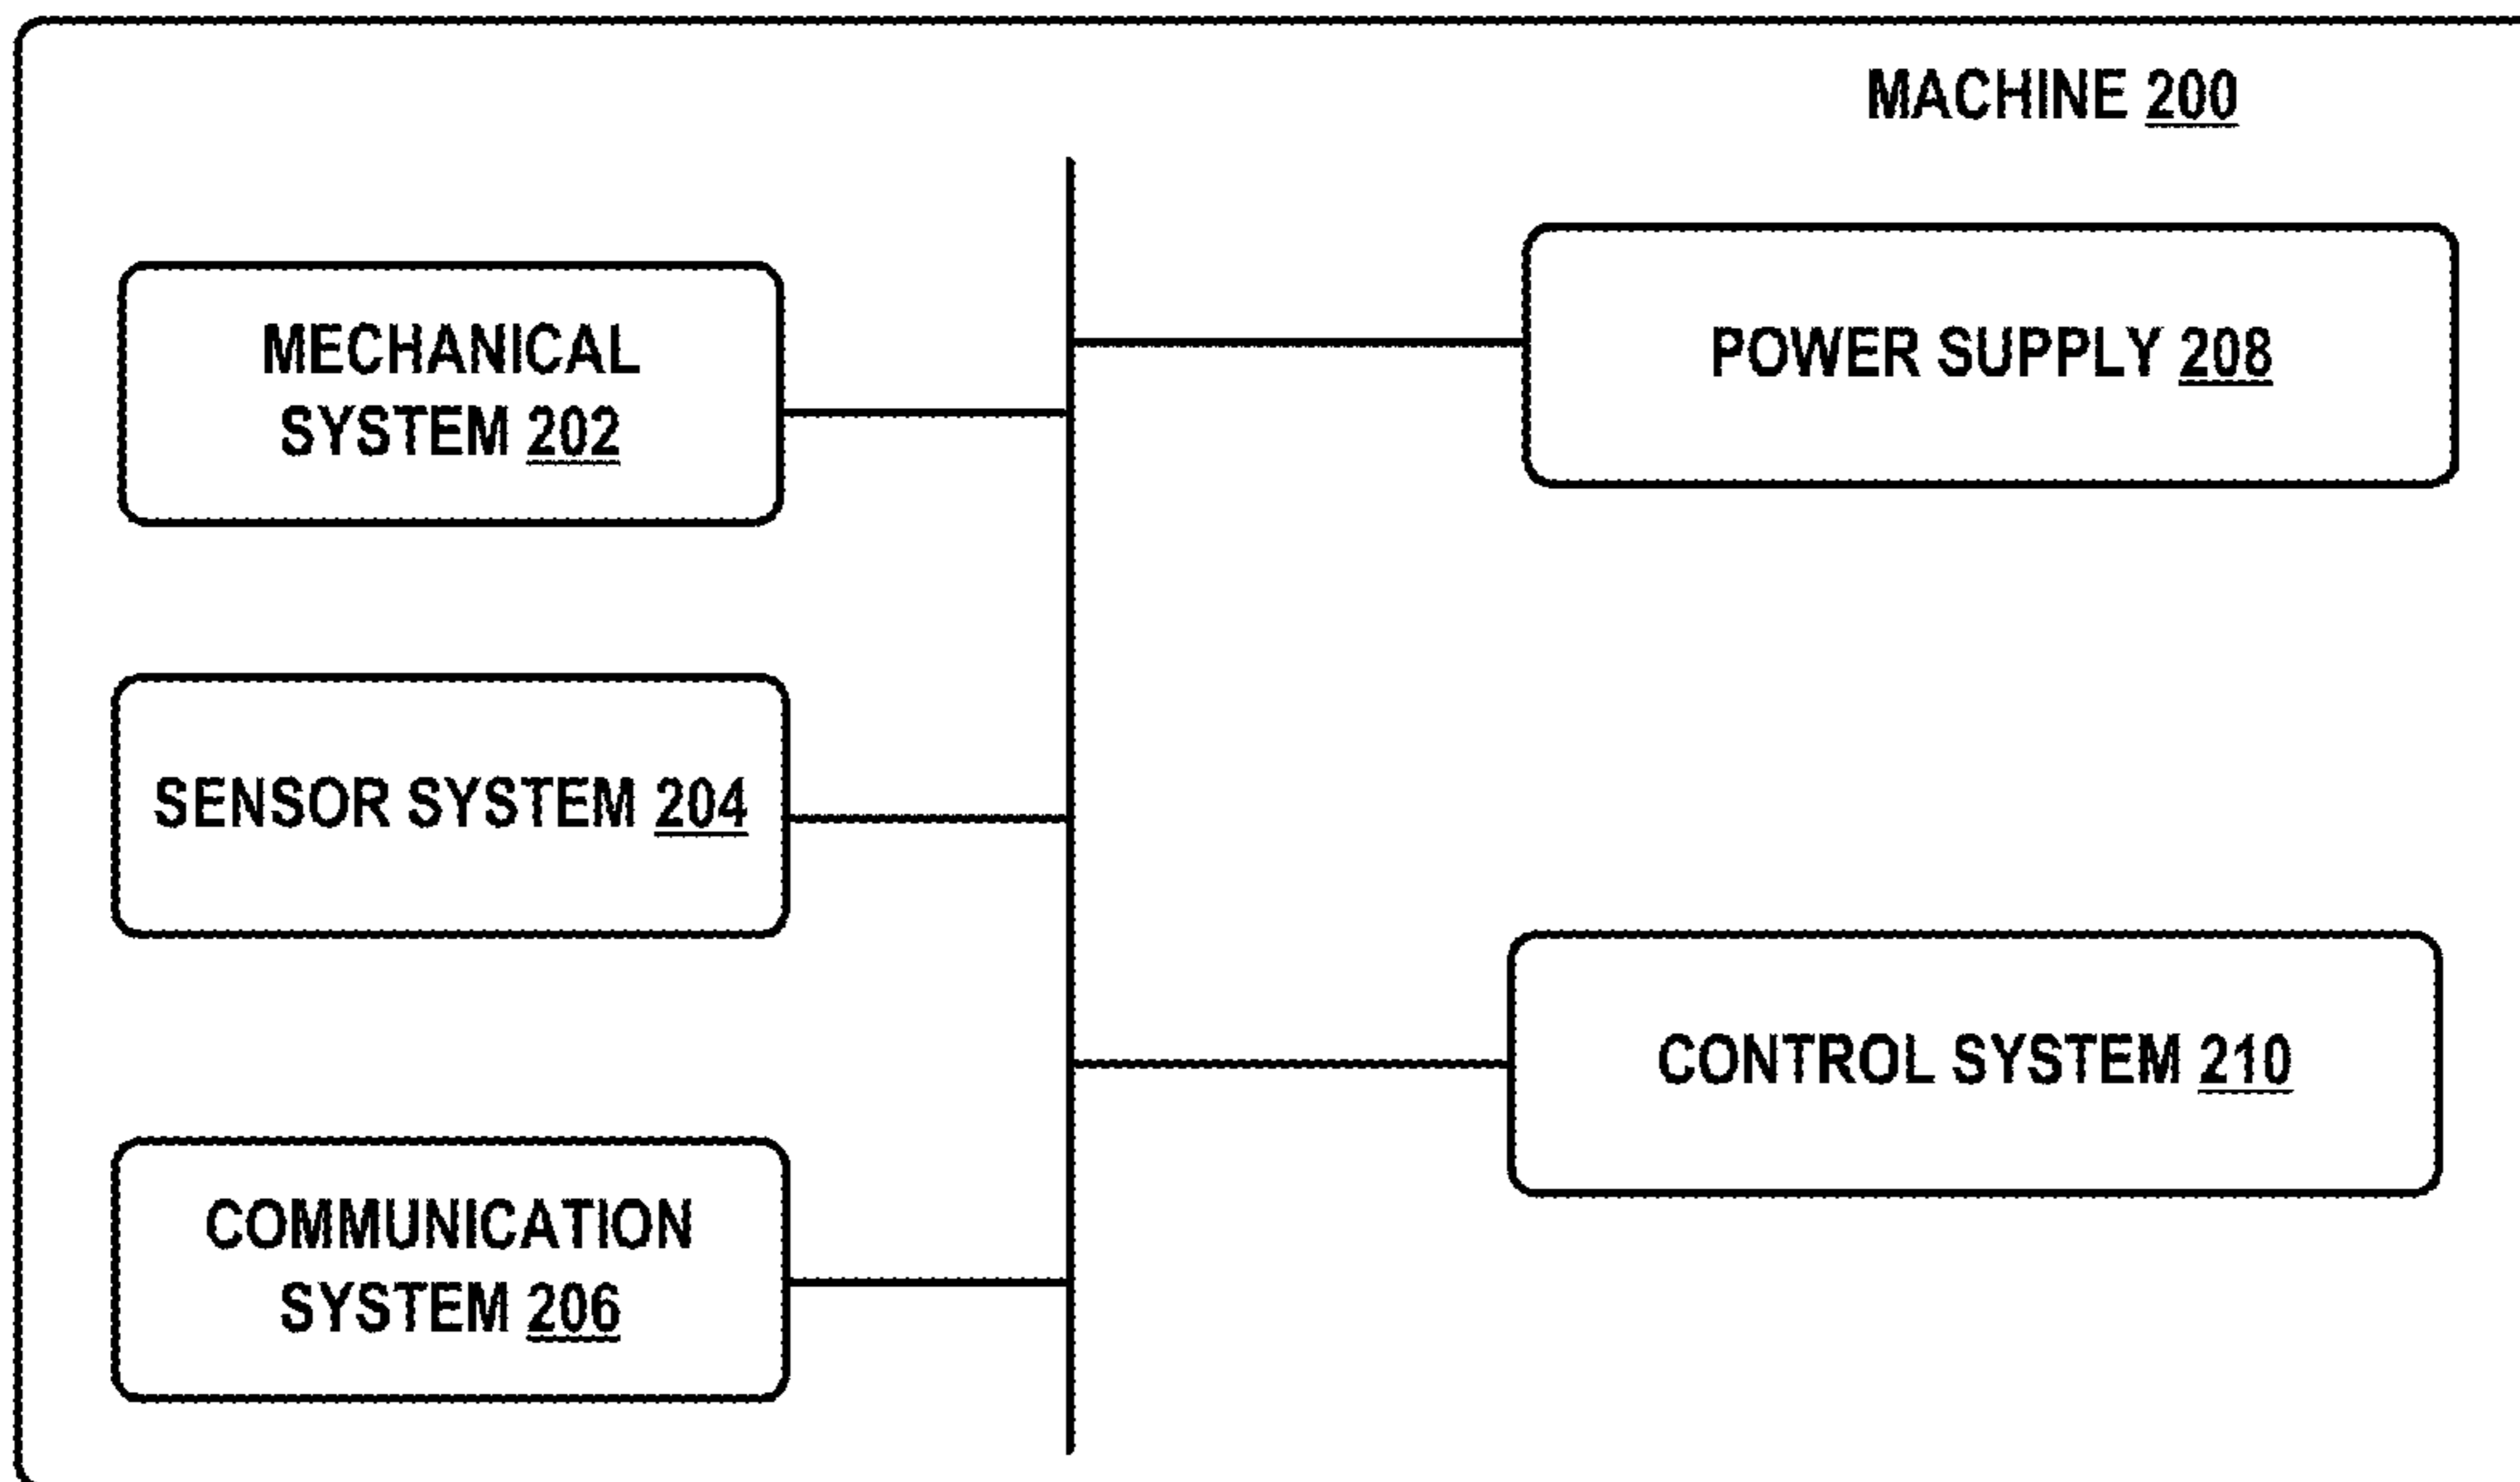 MACHINE 200
MECHANICAL
SYSTEM 202
POWER SUPPLY 208
SENSOR SYSTEM 204
CONTROL SYSTEM 210
COMMUNICATION
SYSTEM 206